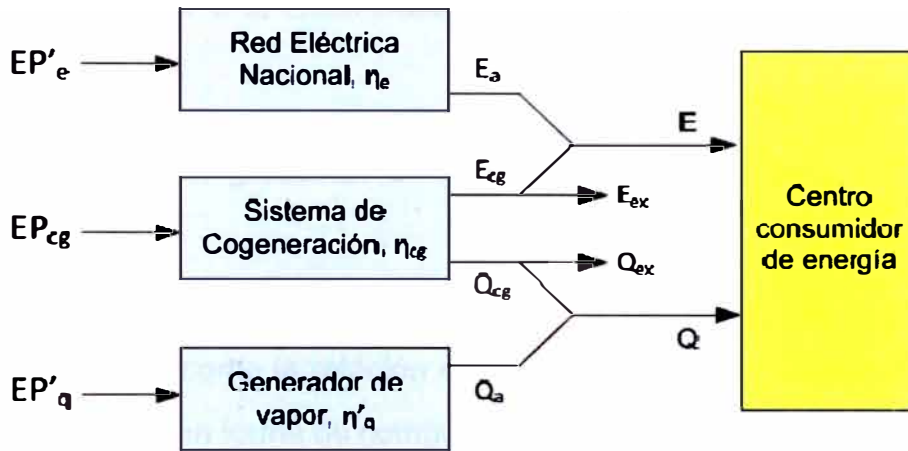 EP'e
Red Eléctrica
Nacional, ηe
Ea
E
Ecg
Eex
EPcg
Sistema de
Cogeneración, ηcg
Centro
consumidor
de energía
Qex
Qcg
Q
EP'q
Generador de
vapor, η'q
Qa